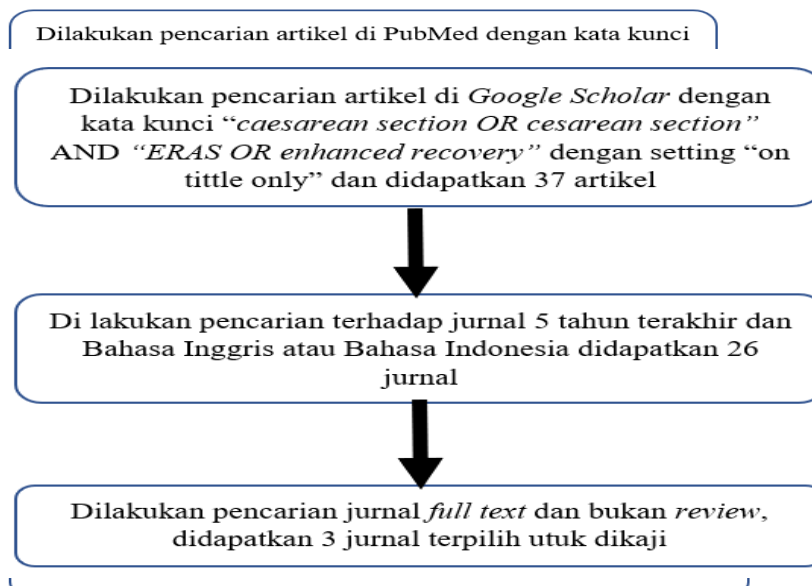 Dilakukan pencarian artikel di PubMed dengan kata kunci
Dilakukan pencarian artikel di Google Scholar dengan
kata kunci “caesarean section OR cesarean section”
AND “ERAS OR enhanced recovery” dengan setting “on
tittle only” dan didapatkan 37 artikel
Di lakukan pencarian terhadap jurnal 5 tahun terakhir dan
Bahasa Inggris atau Bahasa Indonesia didapatkan 26
jurnal
Dilakukan pencarian jurnal full text dan bukan review,
didapatkan 3 jurnal terpilih utuk dikaji